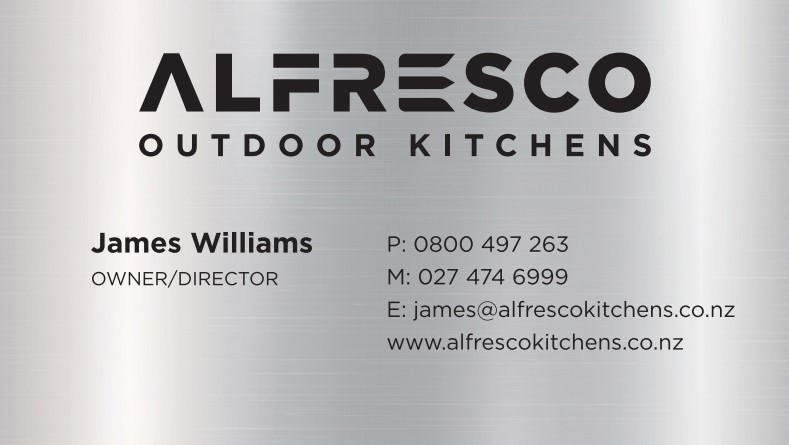 ALFRESCO
OUTDOOR KITCHENS
James Williams
OWNER/DIRECTOR
P: 0800 497 263
M: 027 474 6999
E: james@alfrescokitchens.co.nz
www.alfrescokitchens.co.nz